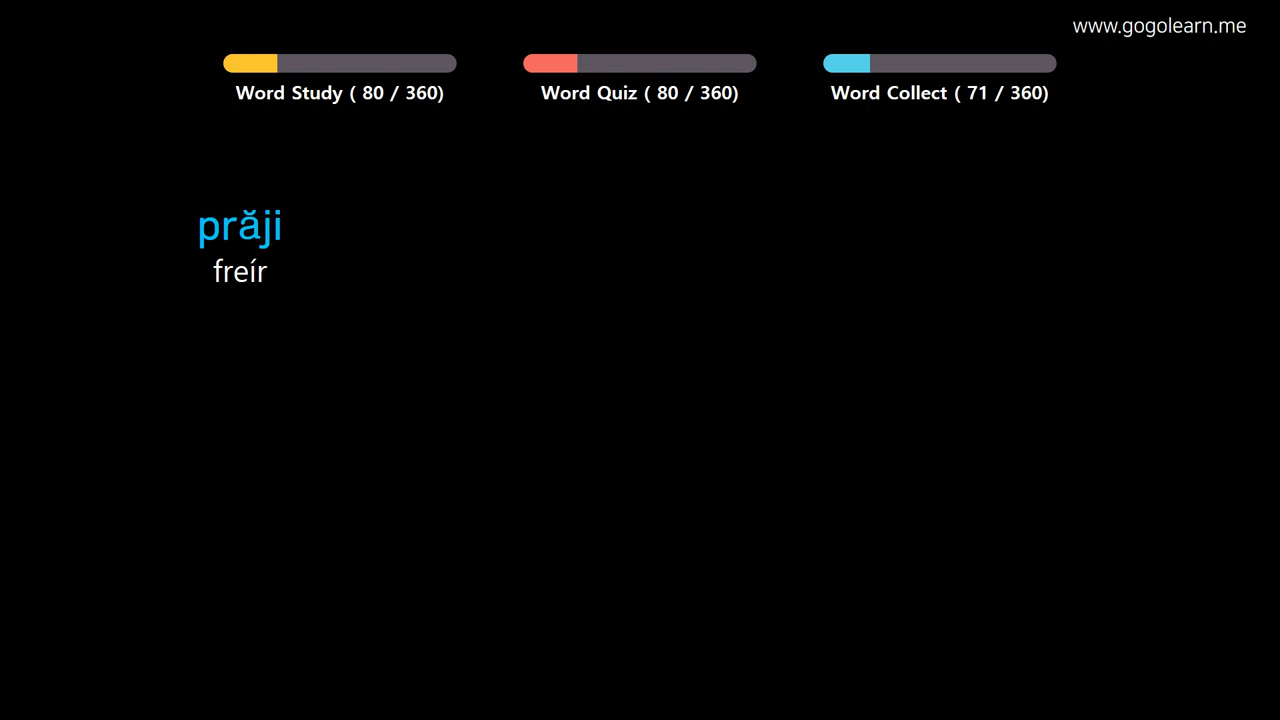 www.gogolearn.me
Word Study ( 80 / 360)
Word Quiz ( 80 / 360)
Word Collect ( 71 / 360)
prăji
freír